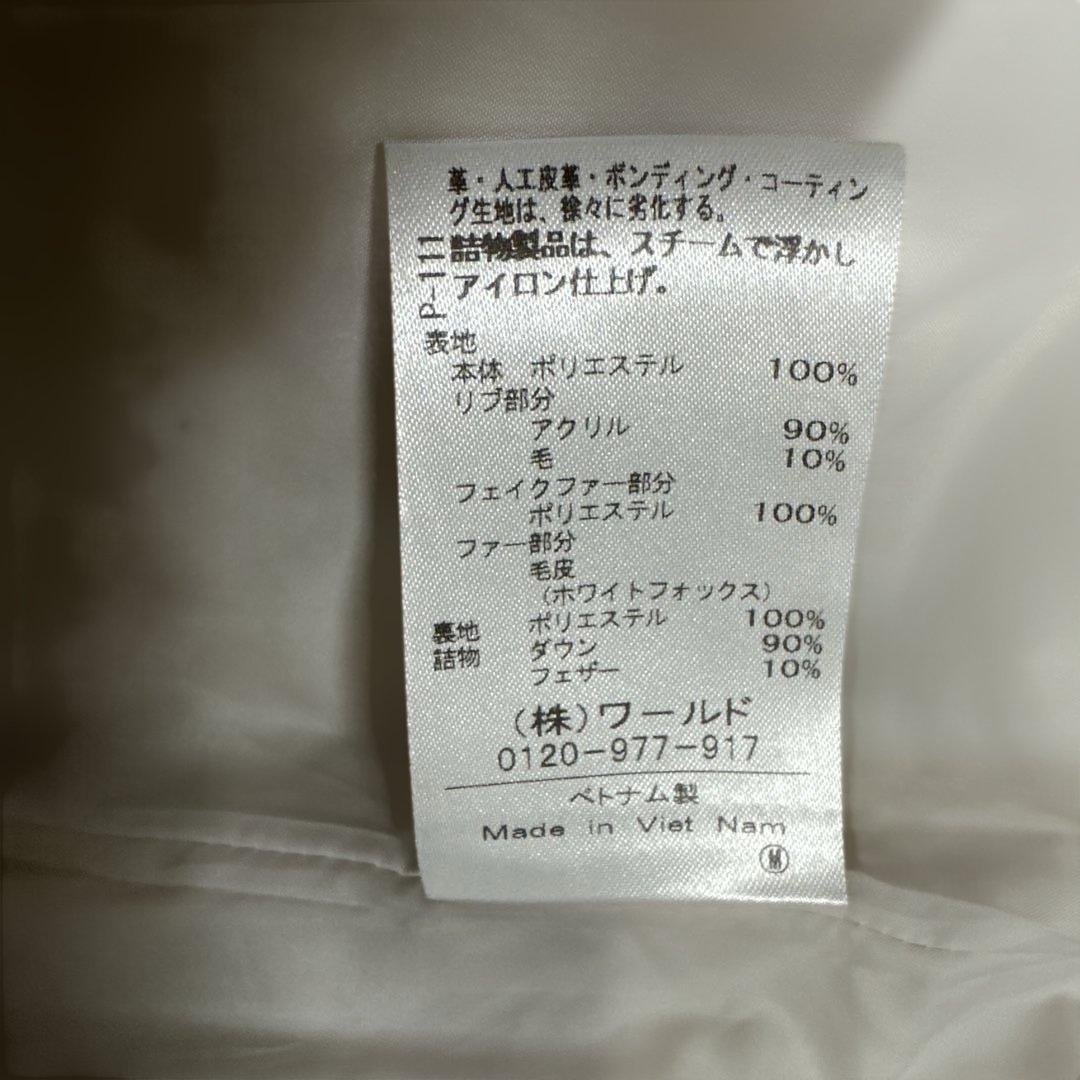 革・人工皮革・ボンディング・コーティン
グ生地は、徐々に劣化する。
詰物製品は、スチームで浮かし
アイロン仕上げ。
P-111
表地
本体 ポリエステル 100%
リブ部分
アクリル 90%
毛 10%
フェイクファー部分
ポリエステル 100%
ファー部分
毛皮
(ホワイトフォックス)
裏地 ポリエステル 100%
詰物 ダウン 90%
フェザー 10%
(株)ワールド
0120-977-917
ベトナム製
Made in Viet Nam
Ⓜ